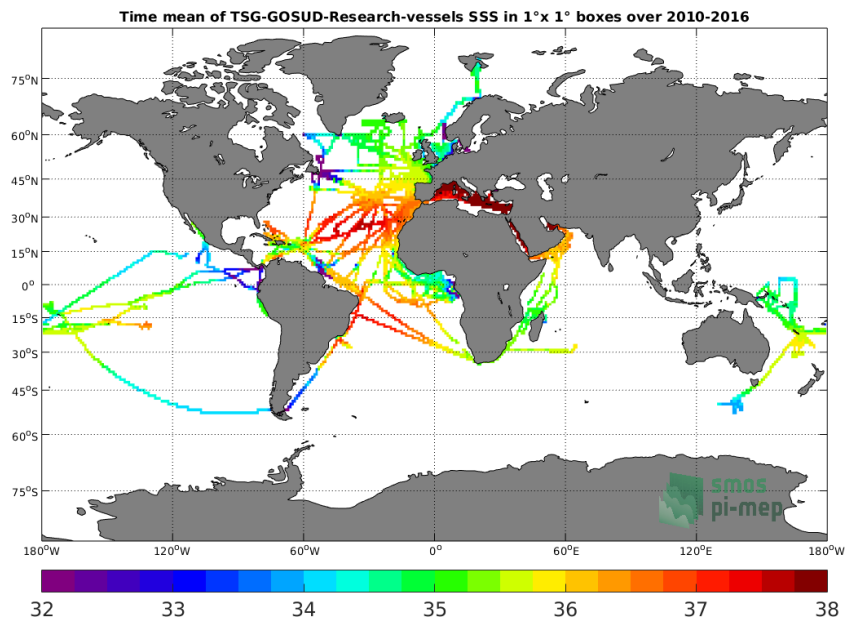 Time mean of TSG-GOSUD-Research-vessels SSS in 1°x 1° boxes over 2010-2016
75°N
60°N
45°N
30°N
15°N
0°
15°S
30°S
45°S
60°S
75°S
smos
pi-mep
180°W 120°W 60°W 0° 60°E 120°E 180°W
32 33 34 35 36 37 38